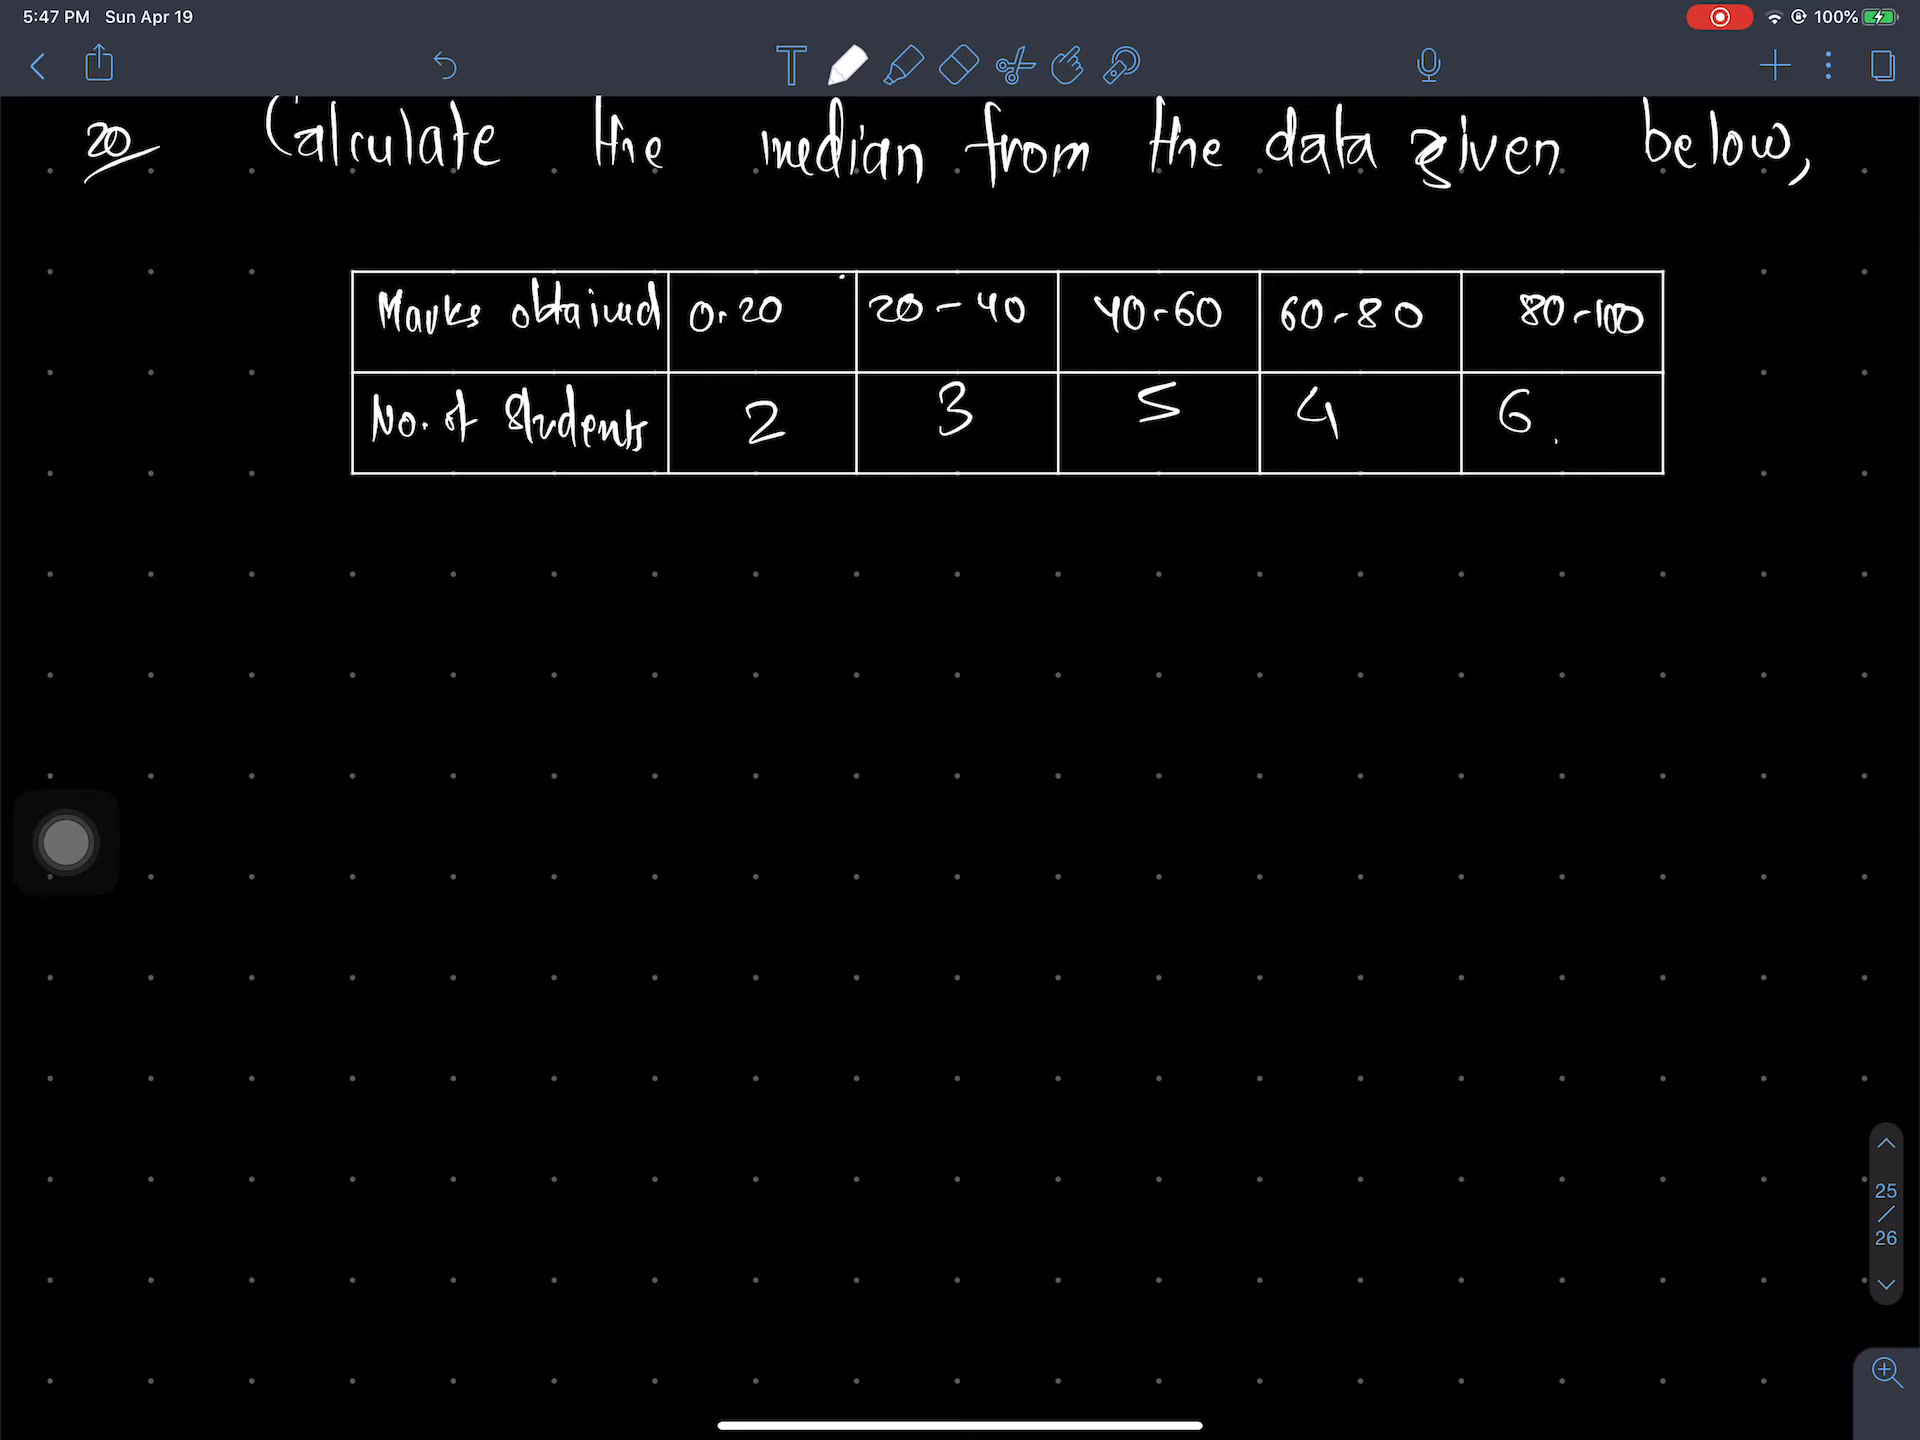 5:47 PM Sun Apr 19 100%
20 Calculate the median from the data given below,
Marks obtained 0-20 20-40 40-60 60-80 80-100
No. of Students 2 3 5 4 6.
25
/
26